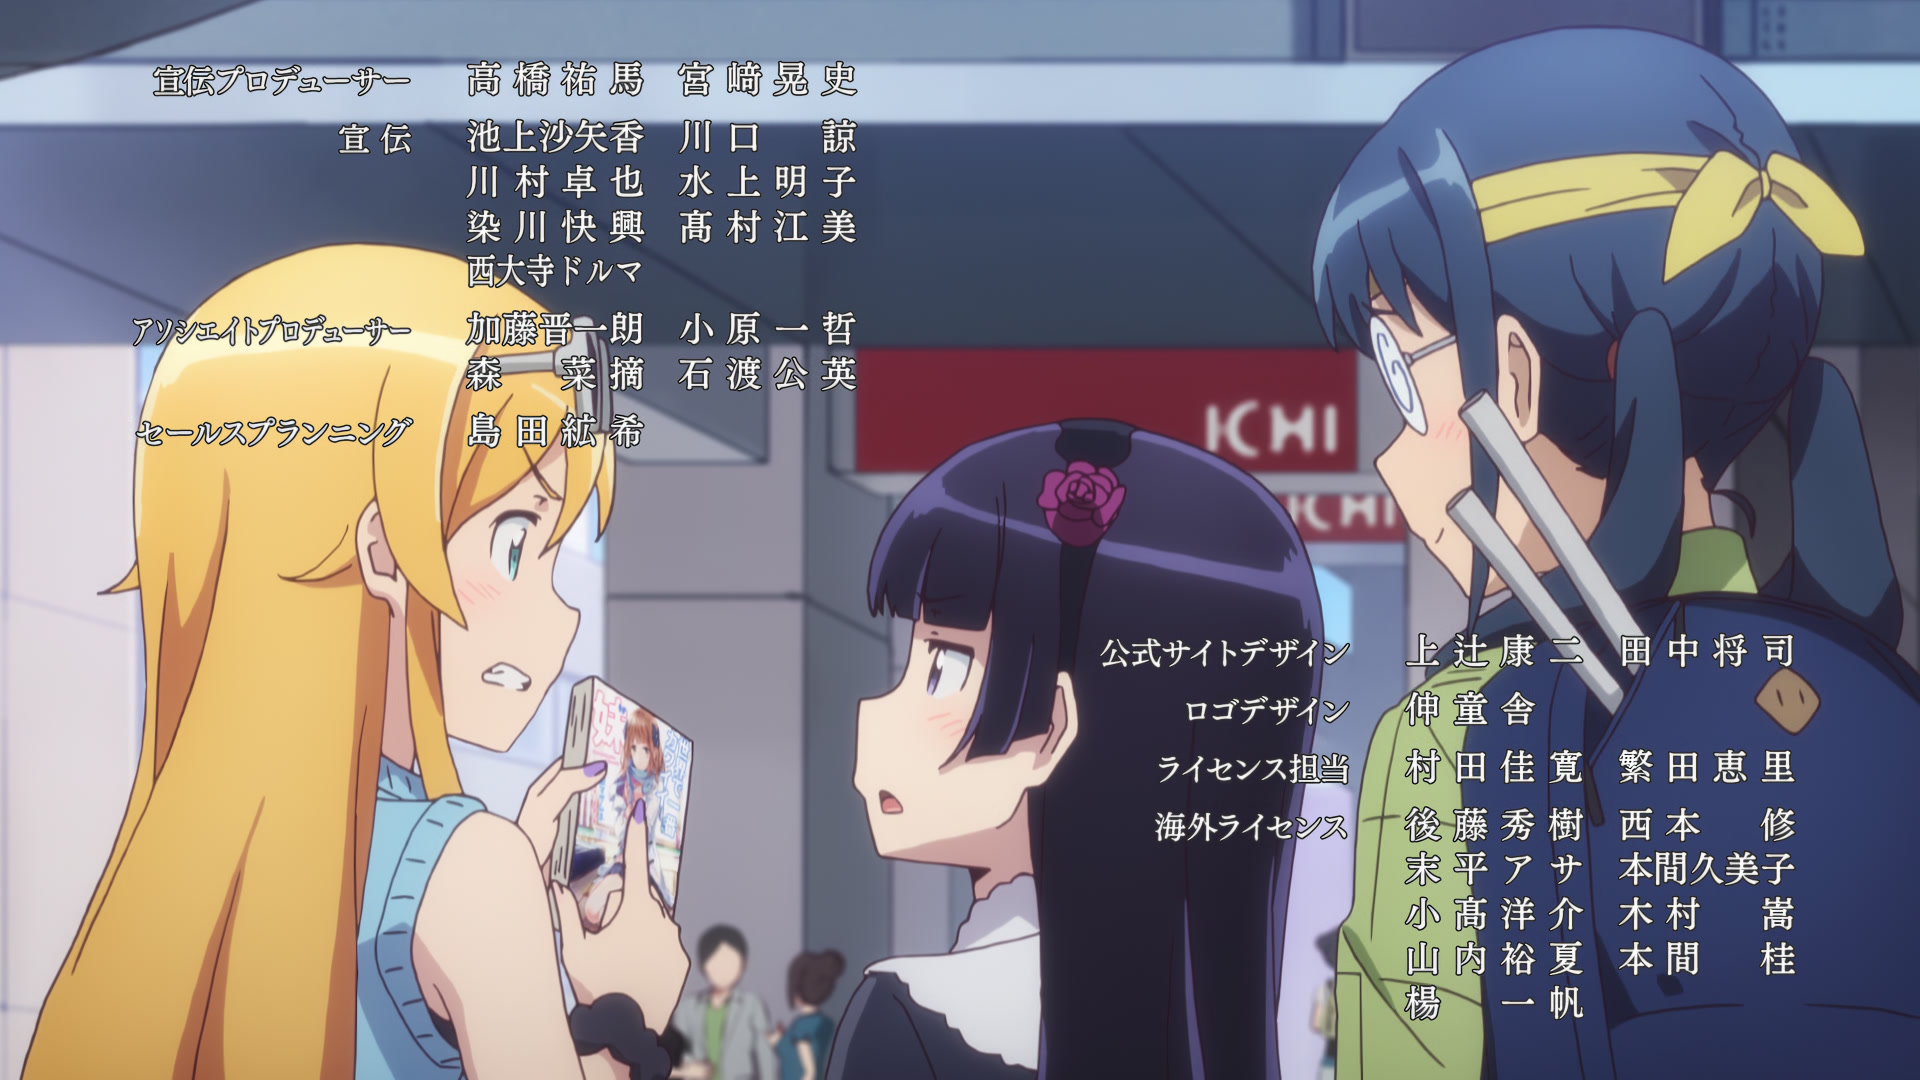 宣伝プロデューサー 高橋祐馬 宮﨑晃史
宣伝 池上沙矢香 川口諒
川村卓也 水上明子
染川快興 髙村江美
西大寺ドルマ
アソシエイトプロデューサー 加藤晋一朗 小原一哲
森菜摘 石渡公英
セールスプランニング 島田紘希
ICHI
ICHI
公式サイトデザイン 上辻康二 田中将司
ロゴデザイン 伸童舎
ライセンス担当 村田佳寛 繁田恵里
海外ライセンス 後藤秀樹 西本修
末平アサ 本間久美子
小髙洋介 木村嵩
山内裕夏 本間桂
楊一帆
妹